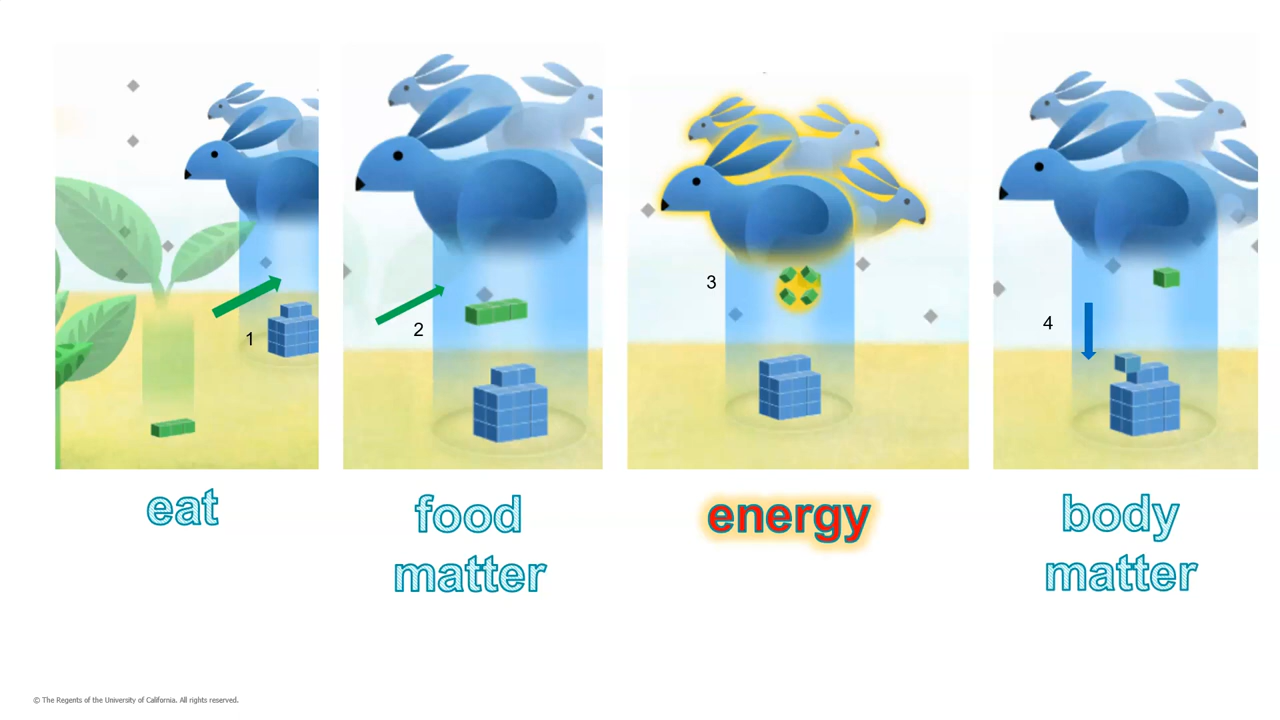 1
2
3
4
eat
food
matter
energy
body
matter
© The Regents of the University of California. All rights reserved.